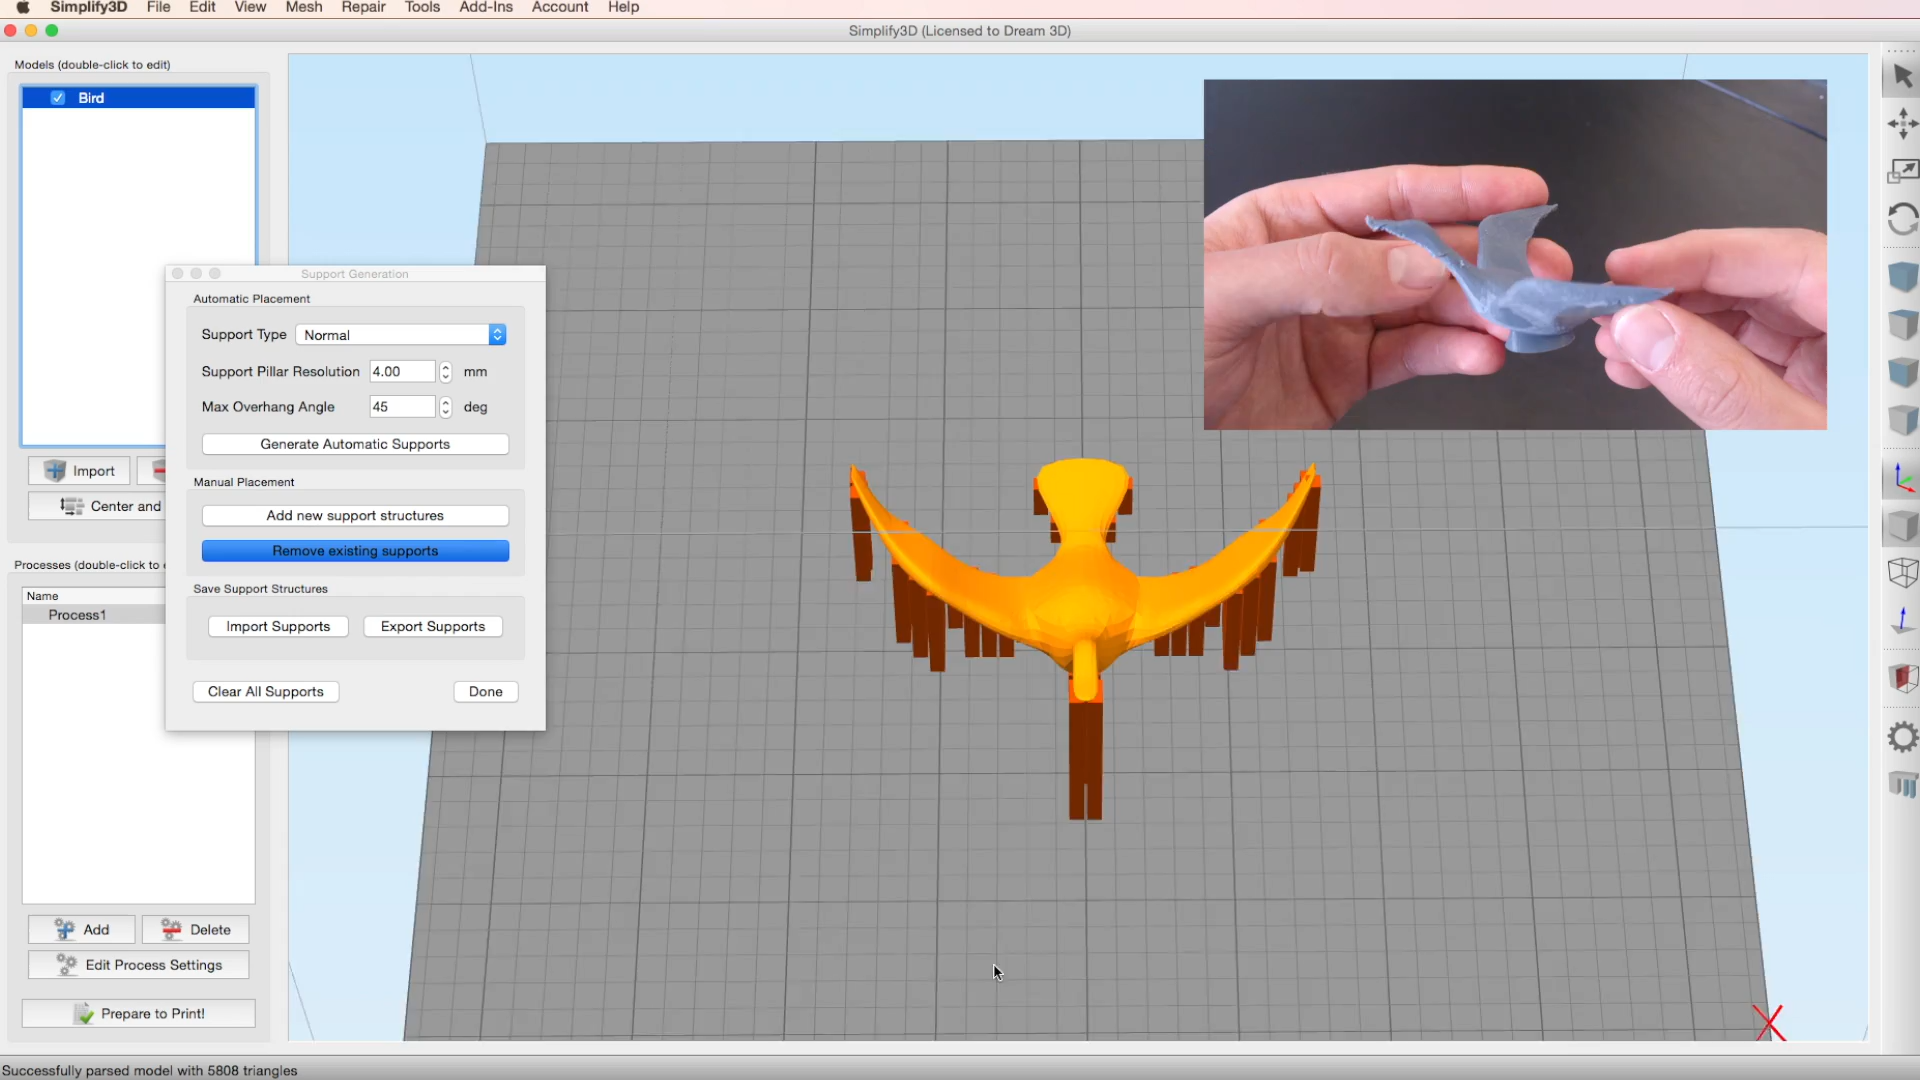 Simplify3D File Edit View Mesh Repair Tools Add-Ins Account Help
Simplify3D (Licensed to Dream 3D)
Models (double-click to edit)
Bird
Support Generation
Automatic Placement
Support Type Normal
Support Pillar Resolution 4.00 mm
Max Overhang Angle 45 deg
Generate Automatic Supports
Import
Manual Placement
Center and
Add new support structures
Remove existing supports
Processes (double-click to
Save Support Structures
Name
Process1
Import Supports Export Supports
Clear All Supports Done
Add Delete
Edit Process Settings
Prepare to Print!
Successfully parsed model with 5808 triangles